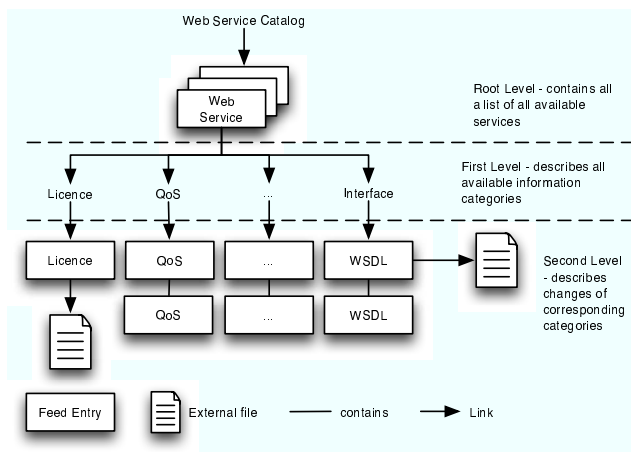 Web Service Catalog
Web
Service
Root Level - contains all
a list of all available
services
First Level - describes all
available information
categories
Licence
QoS
...
Interface
Licence
QoS
...
WSDL
QoS
...
WSDL
Second Level
- describes
changes of
corresponding
categories
Feed Entry
External file
contains
Link